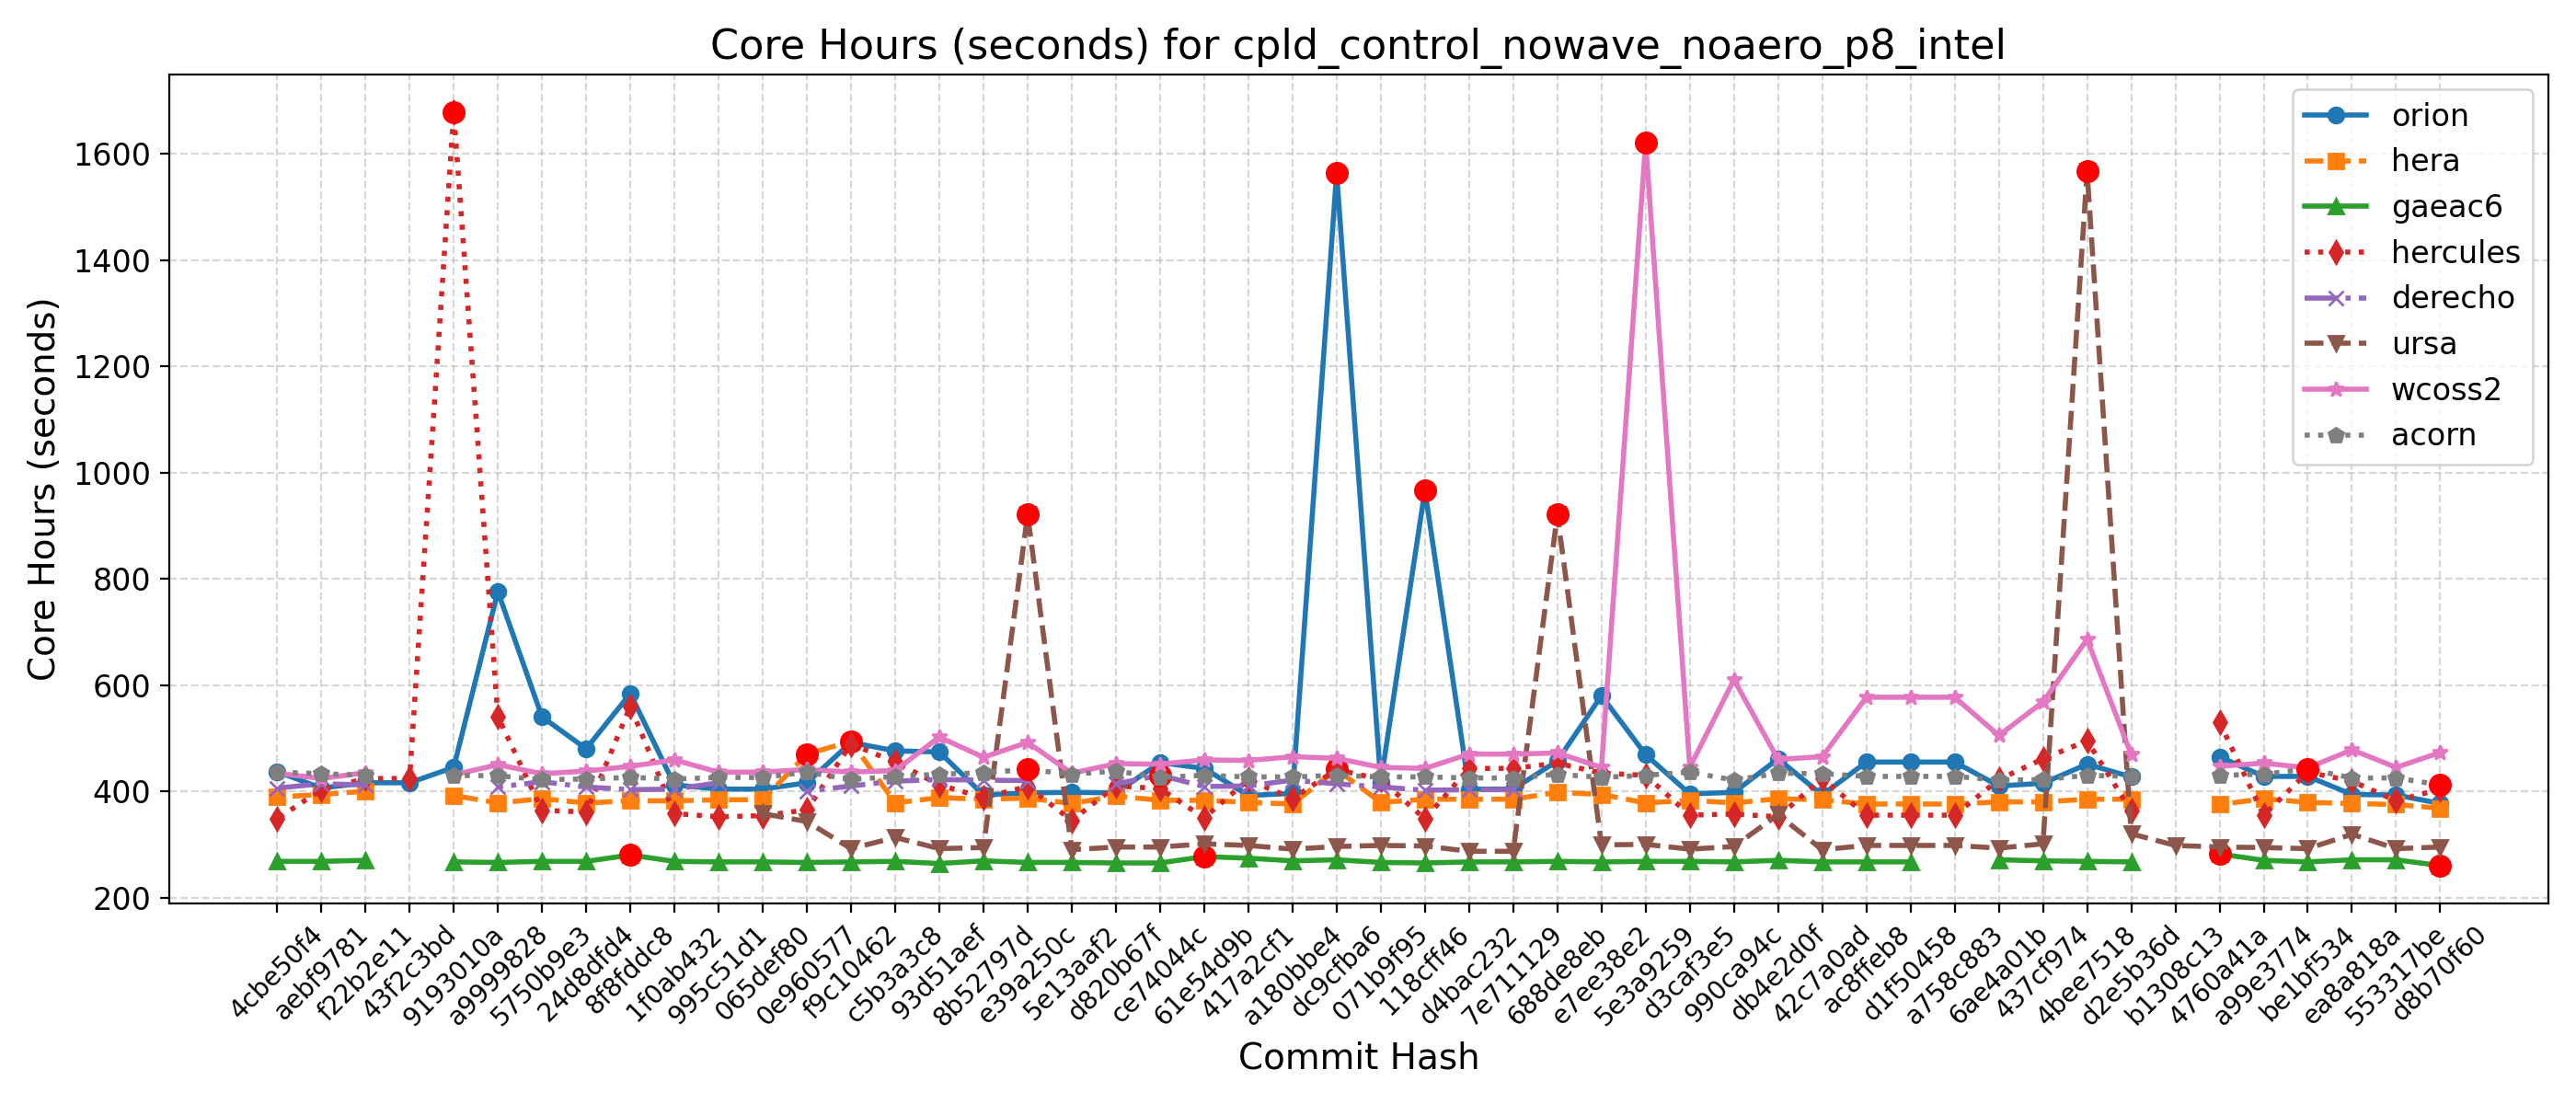 Core Hours (seconds) for cpld_control_nowave_noaero_p8_intel
Core Hours (seconds)
1600
1400
1200
1000
800
600
400
200
orion
hera
gaeac6
hercules
derecho
ursa
wcoss2
acorn
4cbe50f4
aebf9781
f22b2e11
43f2c3bd
9193010a
a9999828
5750b9e3
24d8dfd4
8f8fddc8
1f0ab432
995c51d1
065def80
0e960577
f9c10462
c5b3a3c8
93d51aef
8b52797d
e39a250c
5e13aaf2
d820b67f
ce74044c
61e54d9b
417a2cf1
a180bbe4
dc9cfba6
071b9f95
118cff46
d4bac232
7e711129
688de8eb
e7ee38e2
5e3a9259
d3caf3e5
990ca94c
db4e2d0f
42c7a0ad
ac8ffeb8
d1f50458
a758c883
6ae4a01b
437cf974
4bee7518
d2e5b36d
b1308c13
4760a41a
a99e3774
be1bf534
ea8a818a
553317be
d8b70f60
Commit Hash